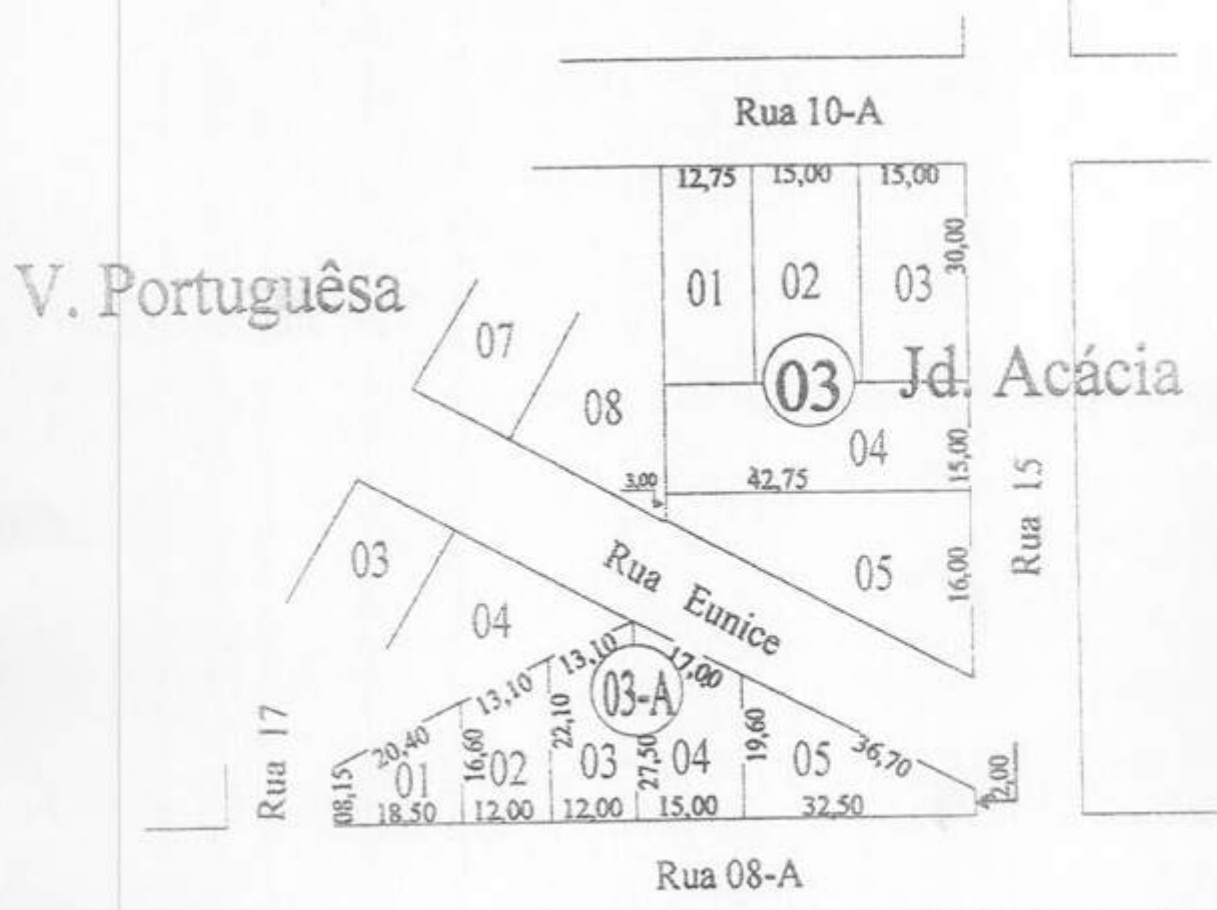 Rua 10-A
12,75 15,00 15,00
30,00
V. Portuguêsa
01 02 03
07
03
Jd. Acácia
08
04
15,00
3,00
42,75
Rua 15
03
Rua Eunice
05
16,00
04
13,10
17,00
13,10
03-A
22,10
19,60
Rua 17
20,40
16,60
27,50
36,70
01 02 03 04 05
08,15
2,00
18,50 12,00 12,00 15,00 32,50
Rua 08-A